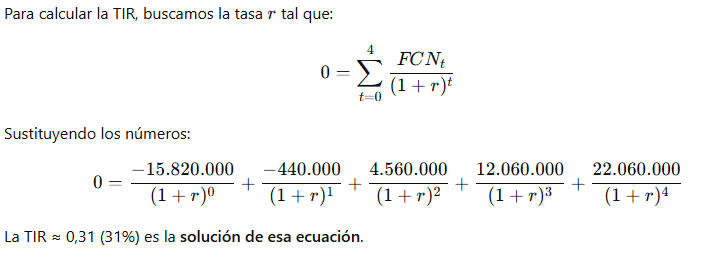 Para calcular la TIR, buscamos la tasa r tal que:
0 = \sum_{t=0}^{4} \frac{FCN_t}{(1+r)^t}
Sustituyendo los números:
0 = \frac{-15.820.000}{(1+r)^0} + \frac{-440.000}{(1+r)^1} + \frac{4.560.000}{(1+r)^2} + \frac{12.060.000}{(1+r)^3} + \frac{22.060.000}{(1+r)^4}
La TIR ≈ 0,31 (31%) es la solución de esa ecuación.